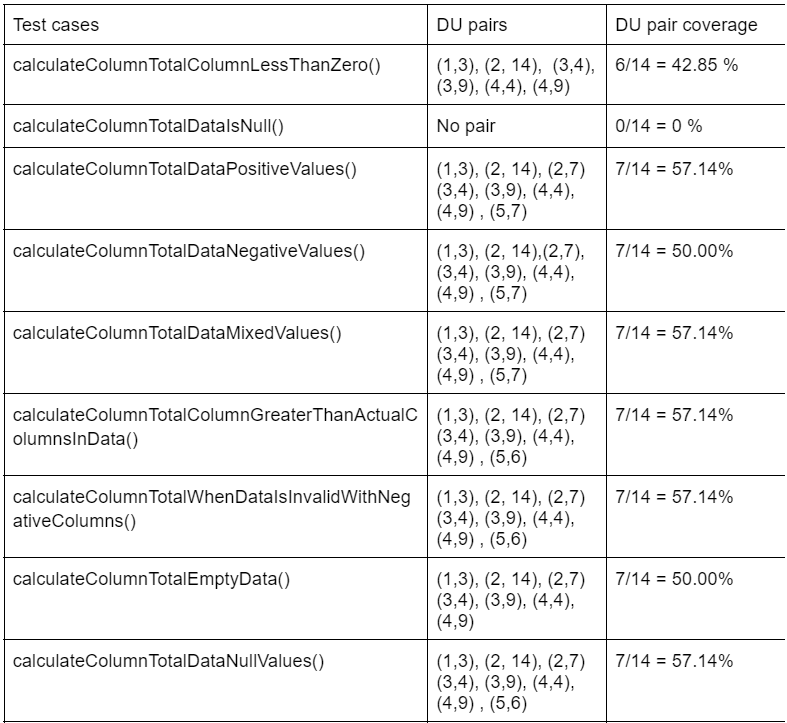 Test cases DU pairs DU pair coverage
calculateColumnTotalColumnLessThanZero() (1,3), (2, 14), (3,4), 6/14 = 42.85 %
(3,9), (4,4), (4,9)
calculateColumnTotalDataIsNull() No pair 0/14 = 0 %
calculateColumnTotalDataPositiveValues() (1,3), (2, 14), (2,7) 7/14 = 57.14%
(3,4), (3,9), (4,4),
(4,9) , (5,7)
calculateColumnTotalDataNegativeValues() (1,3), (2, 14),(2,7), 7/14 = 50.00%
(3,4), (3,9), (4,4),
(4,9) , (5,7)
calculateColumnTotalDataMixedValues() (1,3), (2, 14), (2,7) 7/14 = 57.14%
(3,4), (3,9), (4,4),
(4,9) , (5,7)
calculateColumnTotalColumnGreaterThanActualC (1,3), (2, 14), (2,7) 7/14 = 57.14%
olumnsInData() (3,4), (3,9), (4,4),
(4,9) , (5,6)
calculateColumnTotalWhenDataIsInvalidWithNeg (1,3), (2, 14), (2,7) 7/14 = 57.14%
ativeColumns() (3,4), (3,9), (4,4),
(4,9) , (5,6)
calculateColumnTotalEmptyData() (1,3), (2, 14), (2,7) 7/14 = 50.00%
(3,4), (3,9), (4,4),
(4,9)
calculateColumnTotalDataNullValues() (1,3), (2, 14), (2,7) 7/14 = 57.14%
(3,4), (3,9), (4,4),
(4,9) , (5,6)